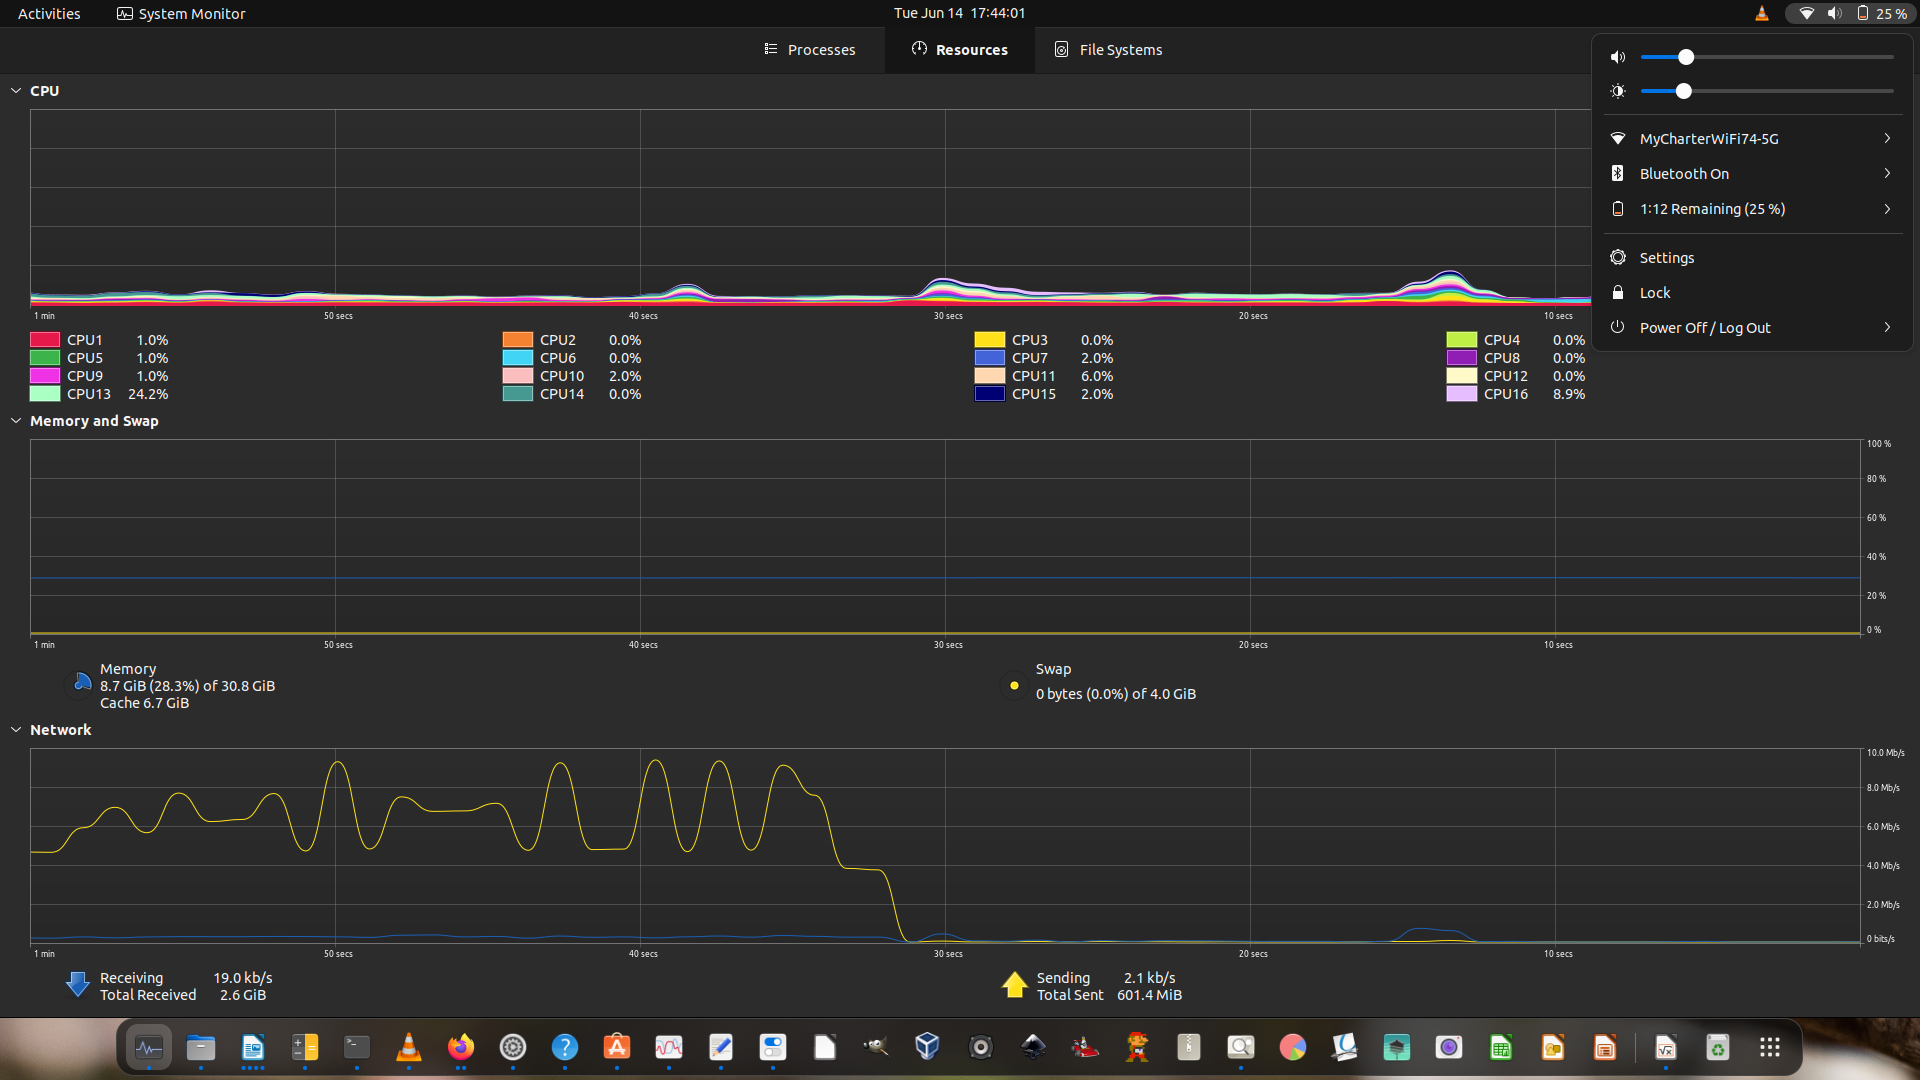 Activities
System Monitor
Tue Jun 14 17:44:01
25 %
Processes
Resources
File Systems
MyCharterWiFi74-5G
Bluetooth On
1:12 Remaining (25 %)
Settings
Lock
Power Off / Log Out
CPU
1 min 50 secs 40 secs 30 secs 20 secs 10 secs
CPU1 1.0% CPU2 0.0% CPU3 0.0% CPU4 0.0%
CPU5 1.0% CPU6 0.0% CPU7 2.0% CPU8 0.0%
CPU9 1.0% CPU10 2.0% CPU11 6.0% CPU12 0.0%
CPU13 24.2% CPU14 0.0% CPU15 2.0% CPU16 8.9%
Memory and Swap
100 %
80 %
60 %
40 %
20 %
0 %
1 min 50 secs 40 secs 30 secs 20 secs 10 secs
Memory
8.7 GiB (28.3%) of 30.8 GiB
Cache 6.7 GiB
Swap
0 bytes (0.0%) of 4.0 GiB
Network
10.0 Mb/s
8.0 Mb/s
6.0 Mb/s
4.0 Mb/s
2.0 Mb/s
0 bits/s
1 min 50 secs 40 secs 30 secs 20 secs 10 secs
Receiving 19.0 kb/s
Total Received 2.6 GiB
Sending 2.1 kb/s
Total Sent 601.4 MiB